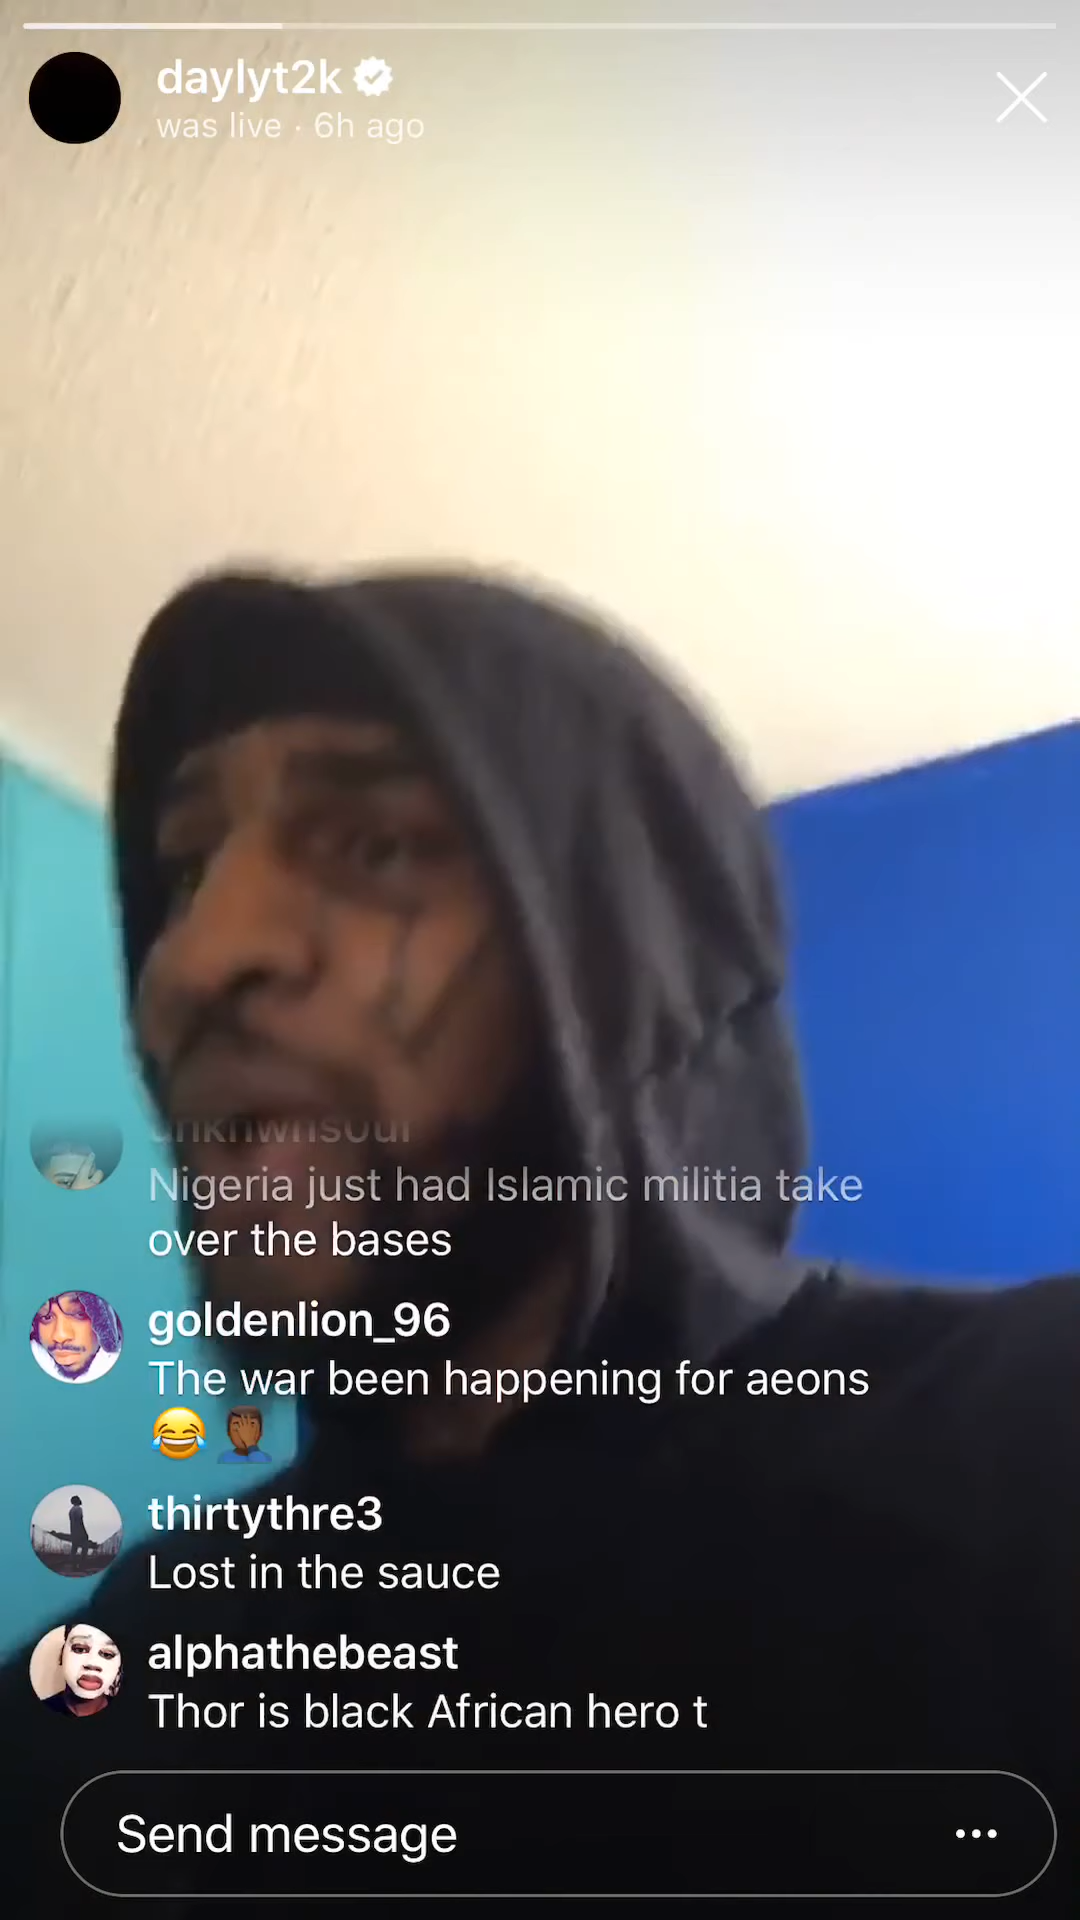 daylyt2k
was live · 6h ago
unknwns0ul
Nigeria just had Islamic militia take
over the bases
goldenlion_96
The war been happening for aeons
😂 🤦🏾‍♂️
thirtythre3
Lost in the sauce
alphathebeast
Thor is black African hero t
Send message